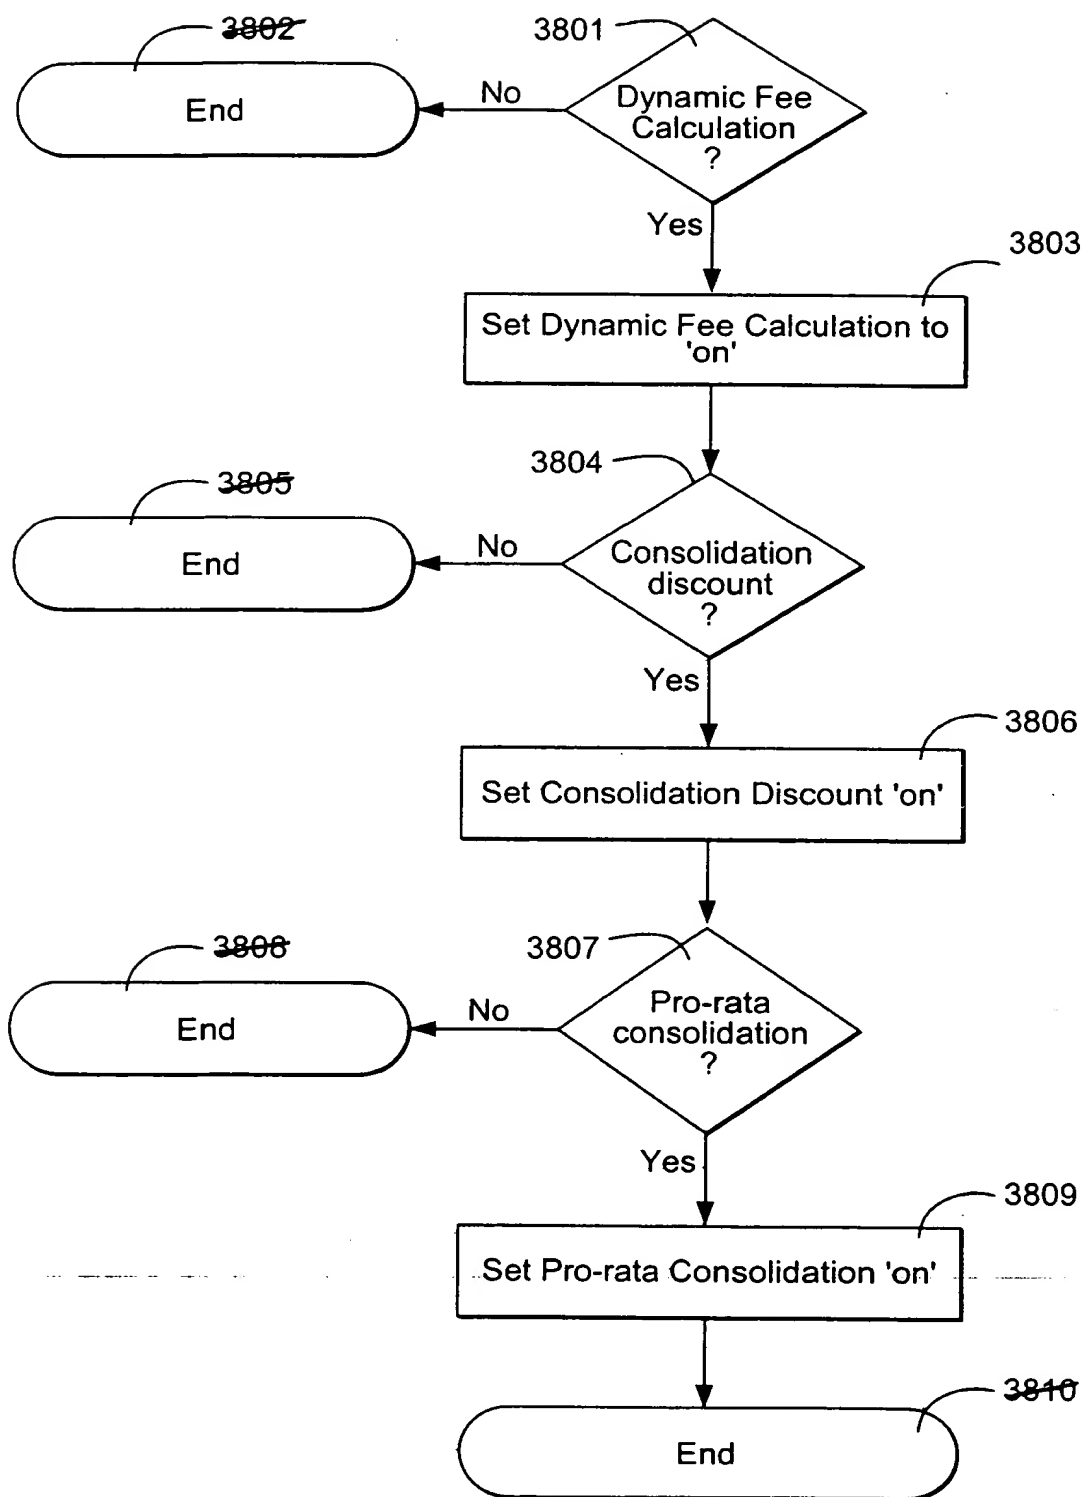 3802
3801
End
No
Dynamic Fee
Calculation
?
Yes
3803
Set Dynamic Fee Calculation to
'on'
3805
3804
End
No
Consolidation
discount
?
Yes
3806
Set Consolidation Discount 'on'
3808
3807
End
No
Pro-rata
consolidation
?
Yes
3809
Set Pro-rata Consolidation 'on'
3810
End